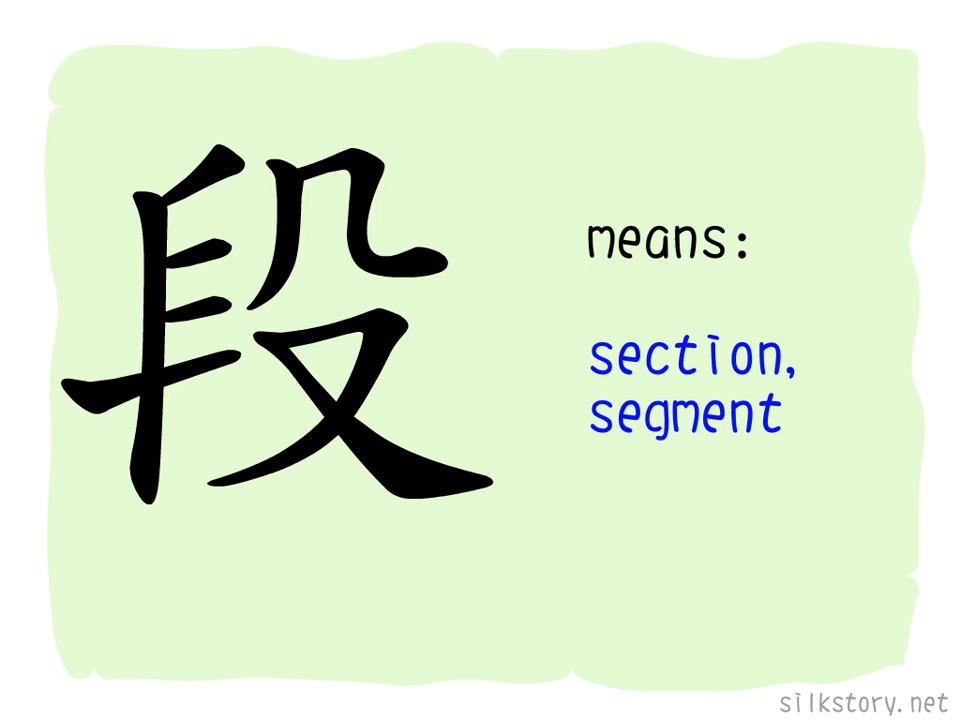 段
means:
section,
segment
silkstory.net